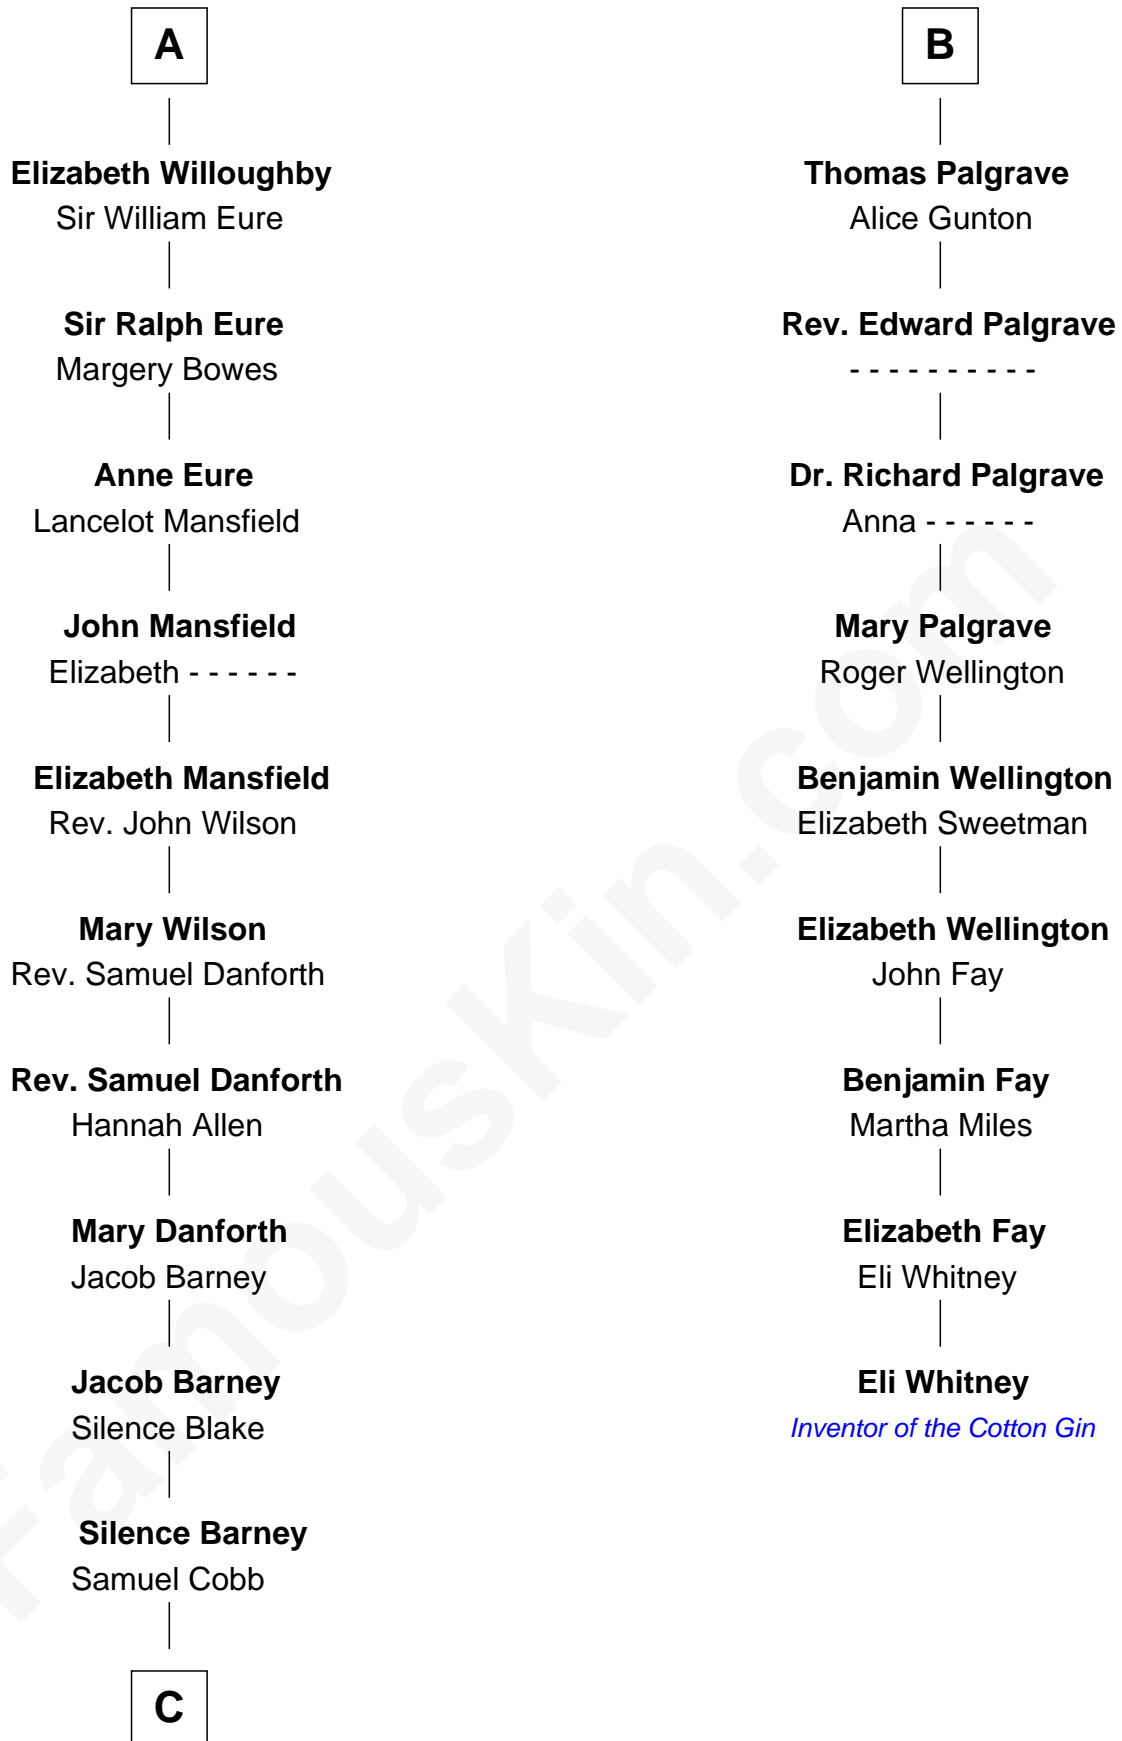 A
Elizabeth Willoughby
Sir William Eure
Sir Ralph Eure
Margery Bowes
Anne Eure
Lancelot Mansfield
John Mansfield
Elizabeth - - - - - -
Elizabeth Mansfield
Rev. John Wilson
Mary Wilson
Rev. Samuel Danforth
Rev. Samuel Danforth
Hannah Allen
Mary Danforth
Jacob Barney
Jacob Barney
Silence Blake
Silence Barney
Samuel Cobb
C
B
Thomas Palgrave
Alice Gunton
Rev. Edward Palgrave
- - - - - - - - - -
Dr. Richard Palgrave
Anna - - - - - -
Mary Palgrave
Roger Wellington
Benjamin Wellington
Elizabeth Sweetman
Elizabeth Wellington
John Fay
Benjamin Fay
Martha Miles
Elizabeth Fay
Eli Whitney
Eli Whitney
Inventor of the Cotton Gin
FamousKin.com